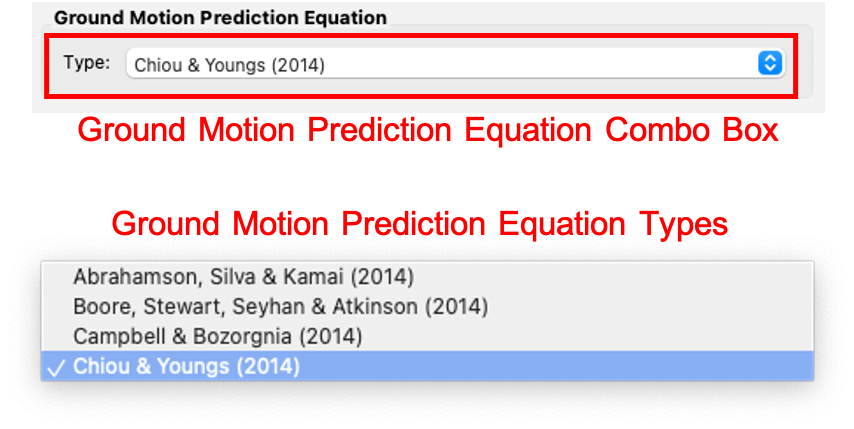 Ground Motion Prediction Equation
Type: Chiou & Youngs (2014)
Ground Motion Prediction Equation Combo Box
Ground Motion Prediction Equation Types
Abrahamson, Silva & Kamai (2014)
Boore, Stewart, Seyhan & Atkinson (2014)
Campbell & Bozorgnia (2014)
✓ Chiou & Youngs (2014)